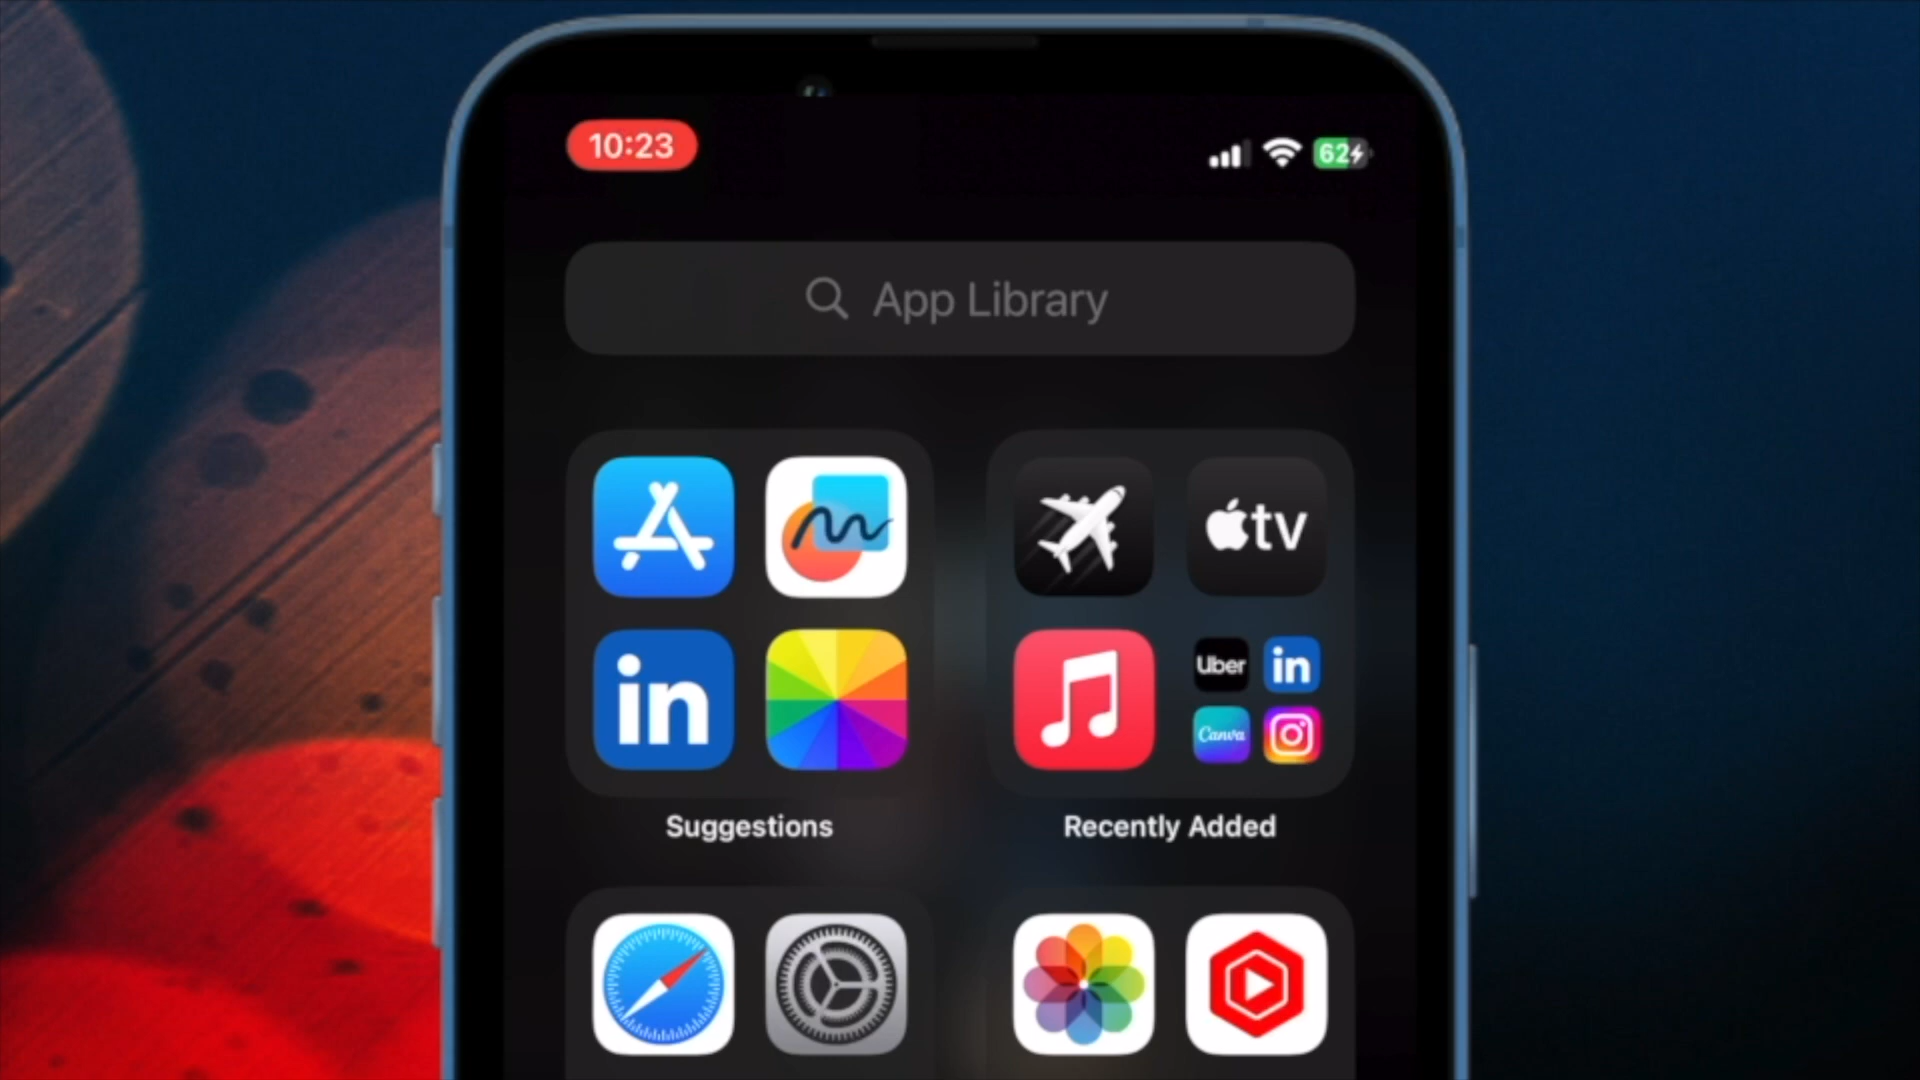 10:23
62
App Library
tv
in
Uber
in
Canva
Suggestions
Recently Added